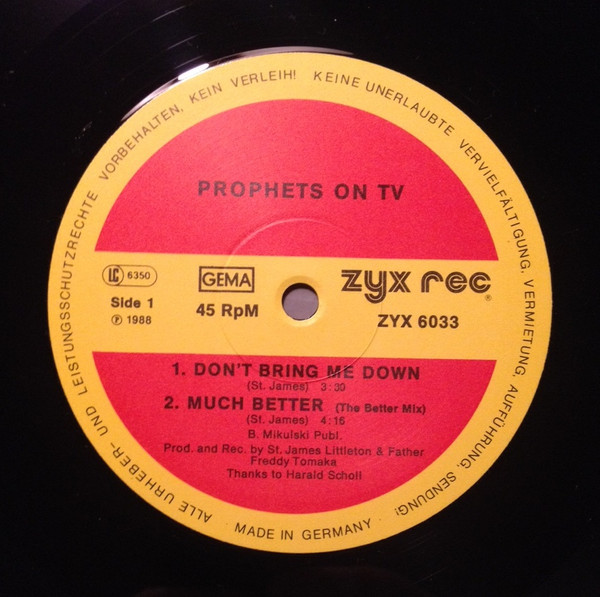 ALLE URHEBER- UND LEISTUNGSSCHUTZRECHTE VORBEHALTEN, KEIN VERLEIH! KEINE UNERLAUBTE VERVIELFÄLTIGUNG, VERMIETUNG, AUFFÜHRUNG, SENDUNG!
PROPHETS ON TV
LC 6350
GEMA
zyx rec
Side 1
45 RpM
ZYX 6033
℗ 1988
1. DON'T BRING ME DOWN
(St. James) 3:30
2. MUCH BETTER (The Better Mix)
(St. James) 4:16
B. Mikulski Publ.
Prod. and Rec. by St. James Littleton & Father
Freddy Tomaka
Thanks to Harald Scholl
· MADE IN GERMANY ·